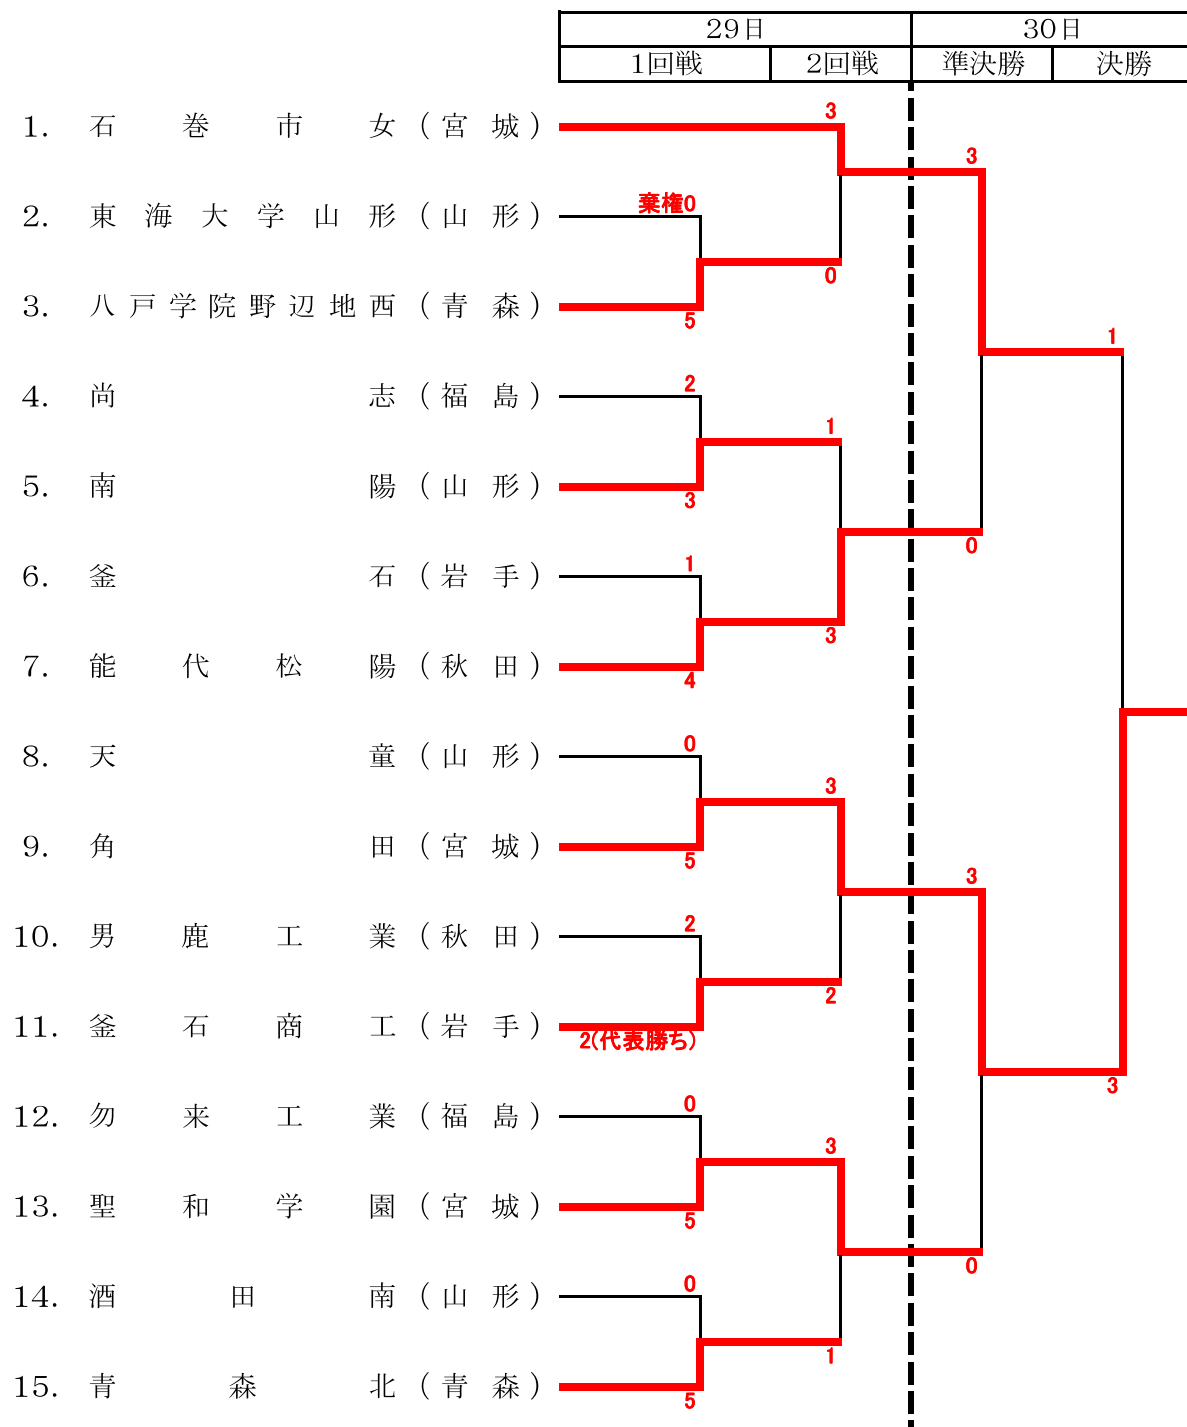 29日 30日
1回戦 2回戦 準決勝 決勝
3
1. 石巻市女(宮城)
3
棄権0
2. 東海大学山形(山形)
0
3. 八戸学院野辺地西(青森)
5
1
2
4. 尚志(福島)
1
5. 南陽(山形)
3
0
1
6. 釜石(岩手)
3
7. 能代松陽(秋田)
4
0
8. 天童(山形)
3
9. 角田(宮城)
5
3
2
10. 男鹿工業(秋田)
2
11. 釜石商工(岩手)
2(代表勝ち)
3
0
12. 勿来工業(福島)
3
13. 聖和学園(宮城)
5
0
0
14. 酒田南(山形)
1
15. 青森北(青森)
5